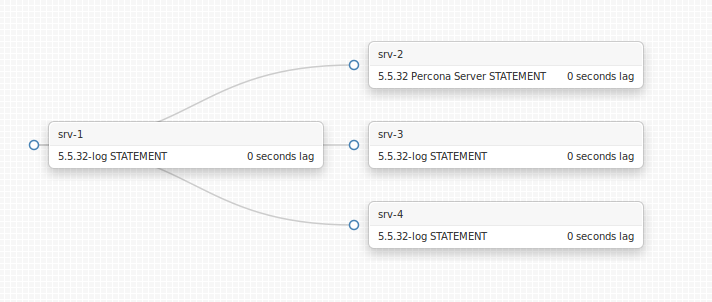 srv-2
5.5.32 Percona Server STATEMENT 0 seconds lag
srv-1
5.5.32-log STATEMENT 0 seconds lag
srv-3
5.5.32-log STATEMENT 0 seconds lag
srv-4
5.5.32-log STATEMENT 0 seconds lag